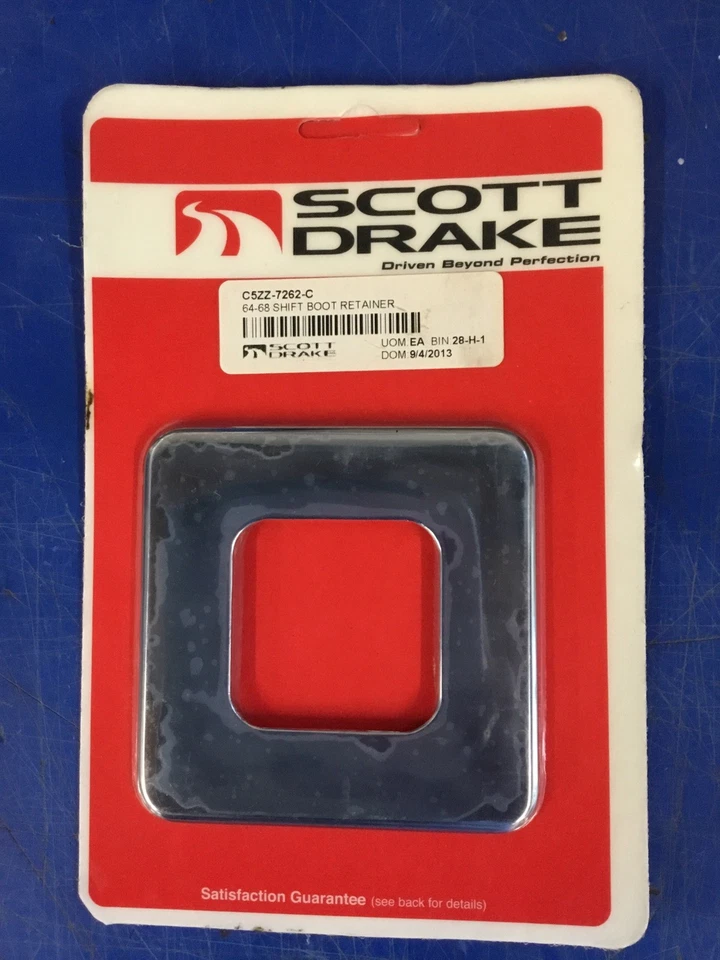 SCOTT
DRAKE
Driven Beyond Perfection
C5ZZ-7262-C
64-68 SHIFT BOOT RETAINER
SCOTT
DRAKE
UOM EA BIN 28-H-1
DOM 9/4/2013
Satisfaction Guarantee (see back for details)